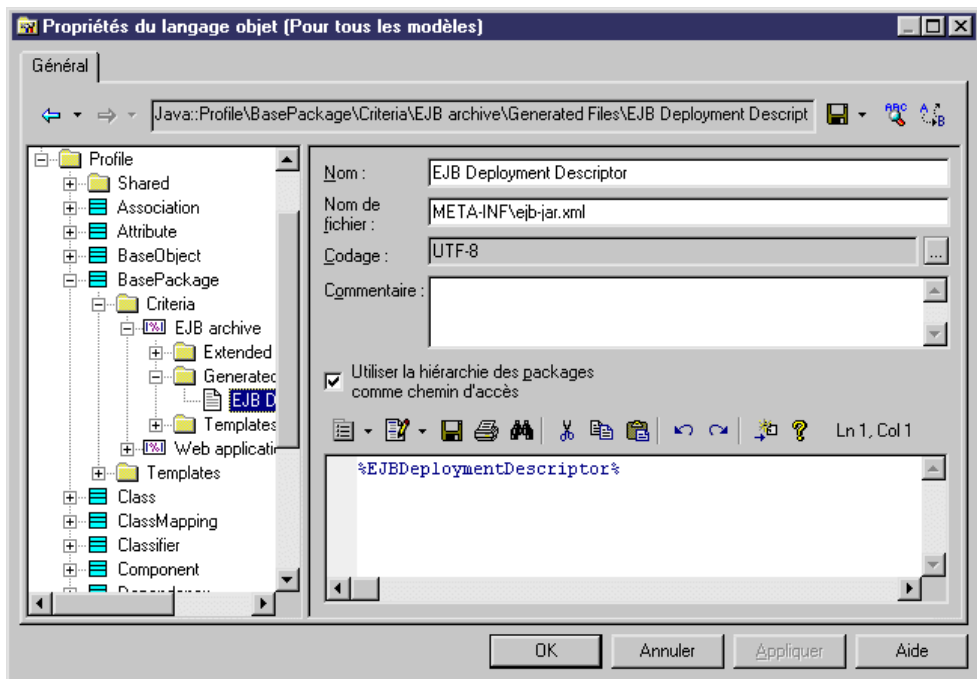 Propriétés du langage objet (Pour tous les modèles)
Général
Java::Profile\BasePackage\Criteria\EJB archive\Generated Files\EJB Deployment Descript
Profile
Shared
Association
Attribute
BaseObject
BasePackage
Criteria
EJB archive
Extended
Generated
EJB D
Templates
Web applicati
Templates
Class
ClassMapping
Classifier
Component
Dependency
Nom :
EJB Deployment Descriptor
Nom de
fichier :
META-INF\ejb-jar.xml
Codage :
UTF-8
...
Commentaire :
Utiliser la hiérarchie des packages
comme chemin d'accès
Ln 1, Col 1
%EJBDeploymentDescriptor%
OK
Annuler
Appliquer
Aide